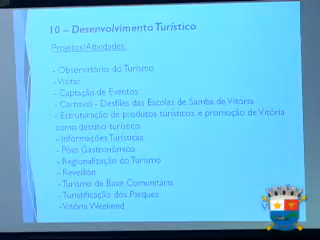 10 – Desenvolvimento Turístico
Projetos/Atividades:
- Observatório do Turismo
- Visitar
- Captação de Eventos
- Carnaval - Desfiles das Escolas de Samba de Vitória
- Estruturação de produtos turísticos e promoção de Vitória
como destino turístico
- Informações Turísticas
- Polo Gastronômico
- Regionalização do Turismo
- Reveillon
- Turismo de Base Comunitária
- Turistificação dos Parques
- Vitória Weekend